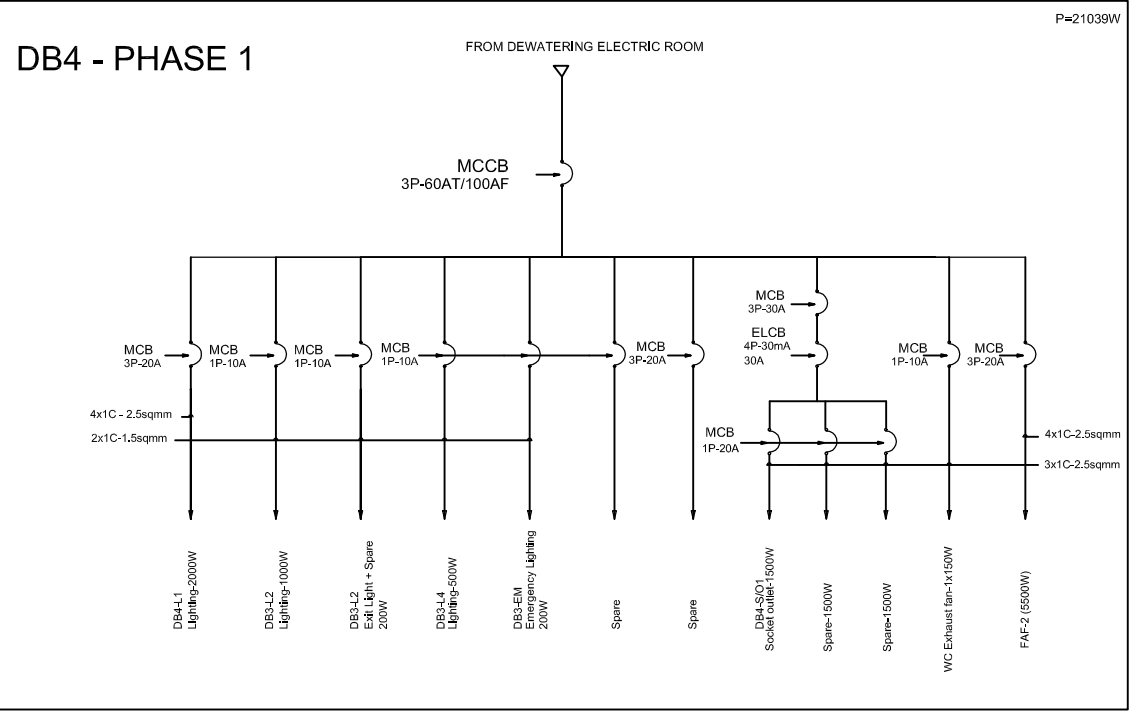 P=21039W
DB4 - PHASE 1
FROM DEWATERING ELECTRIC ROOM
MCCB
3P-60AT/100AF
MCB
3P-30A
ELCB
4P-30mA
30A
MCB
3P-20A
MCB
1P-10A
MCB
1P-10A
MCB
1P-10A
MCB
3P-20A
MCB
1P-10A
MCB
3P-20A
4x1C - 2.5sqmm
2x1C-1.5sqmm
MCB
1P-20A
4x1C-2.5sqmm
3x1C-2.5sqmm
DB4-L1
Lighting-2000W
DB3-L2
Lighting-1000W
DB3-L2
Exit Light + Spare
200W
DB3-L4
Lighting-500W
DB3-EM
Emergency Lighting
200W
Spare
Spare
DB4-S/O1
Socket outlet-1500W
Spare-1500W
Spare-1500W
WC Exhaust fan-1x150W
FAF-2 (5500W)